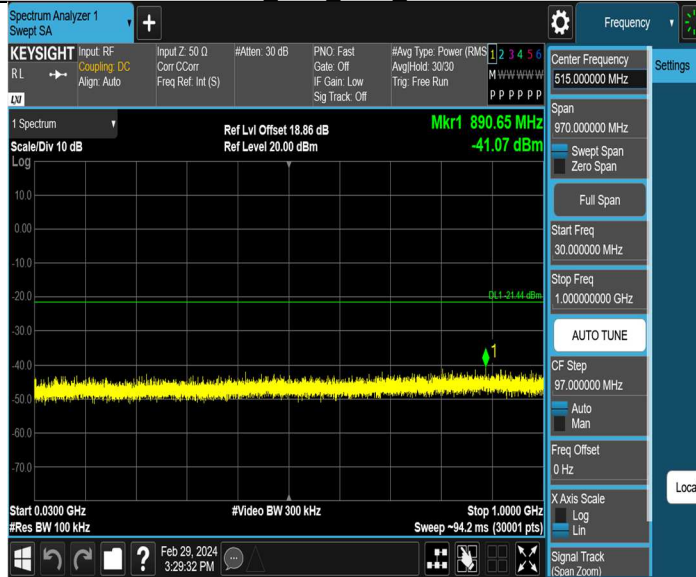 Spectrum Analyzer 1
Swept SA
Frequency
KEYSIGHT
RL
LXI
Input: RF
Coupling: DC
Align: Auto
Input Z: 50 Ω
Corr CCorr
Freq Ref: Int (S)
#Atten: 30 dB
PNO: Fast
Gate: Off
IF Gain: Low
Sig Track: Off
#Avg Type: Power (RMS
Avg|Hold: 30/30
Trig: Free Run
1 2 3 4 5 6
M W W W W W
P P P P P P
1 Spectrum
Scale/Div 10 dB
Log
Ref Lvl Offset 18.86 dB
Ref Level 20.00 dBm
Mkr1 890.65 MHz
-41.07 dBm
10.0
0.00
-10.0
-20.0
-30.0
-40.0
-50.0
-60.0
-70.0
DL1 -21.44 dBm
1
Start 0.0300 GHz
#Res BW 100 kHz
#Video BW 300 kHz
Stop 1.0000 GHz
Sweep ~94.2 ms (30001 pts)
Feb 29, 2024
3:29:32 PM
Center Frequency
515.000000 MHz
Span
970.000000 MHz
Swept Span
Zero Span
Full Span
Start Freq
30.000000 MHz
Stop Freq
1.000000000 GHz
AUTO TUNE
CF Step
97.000000 MHz
Auto
Man
Freq Offset
0 Hz
X Axis Scale
Log
Lin
Signal Track
(Span Zoom)
Settings
Loca